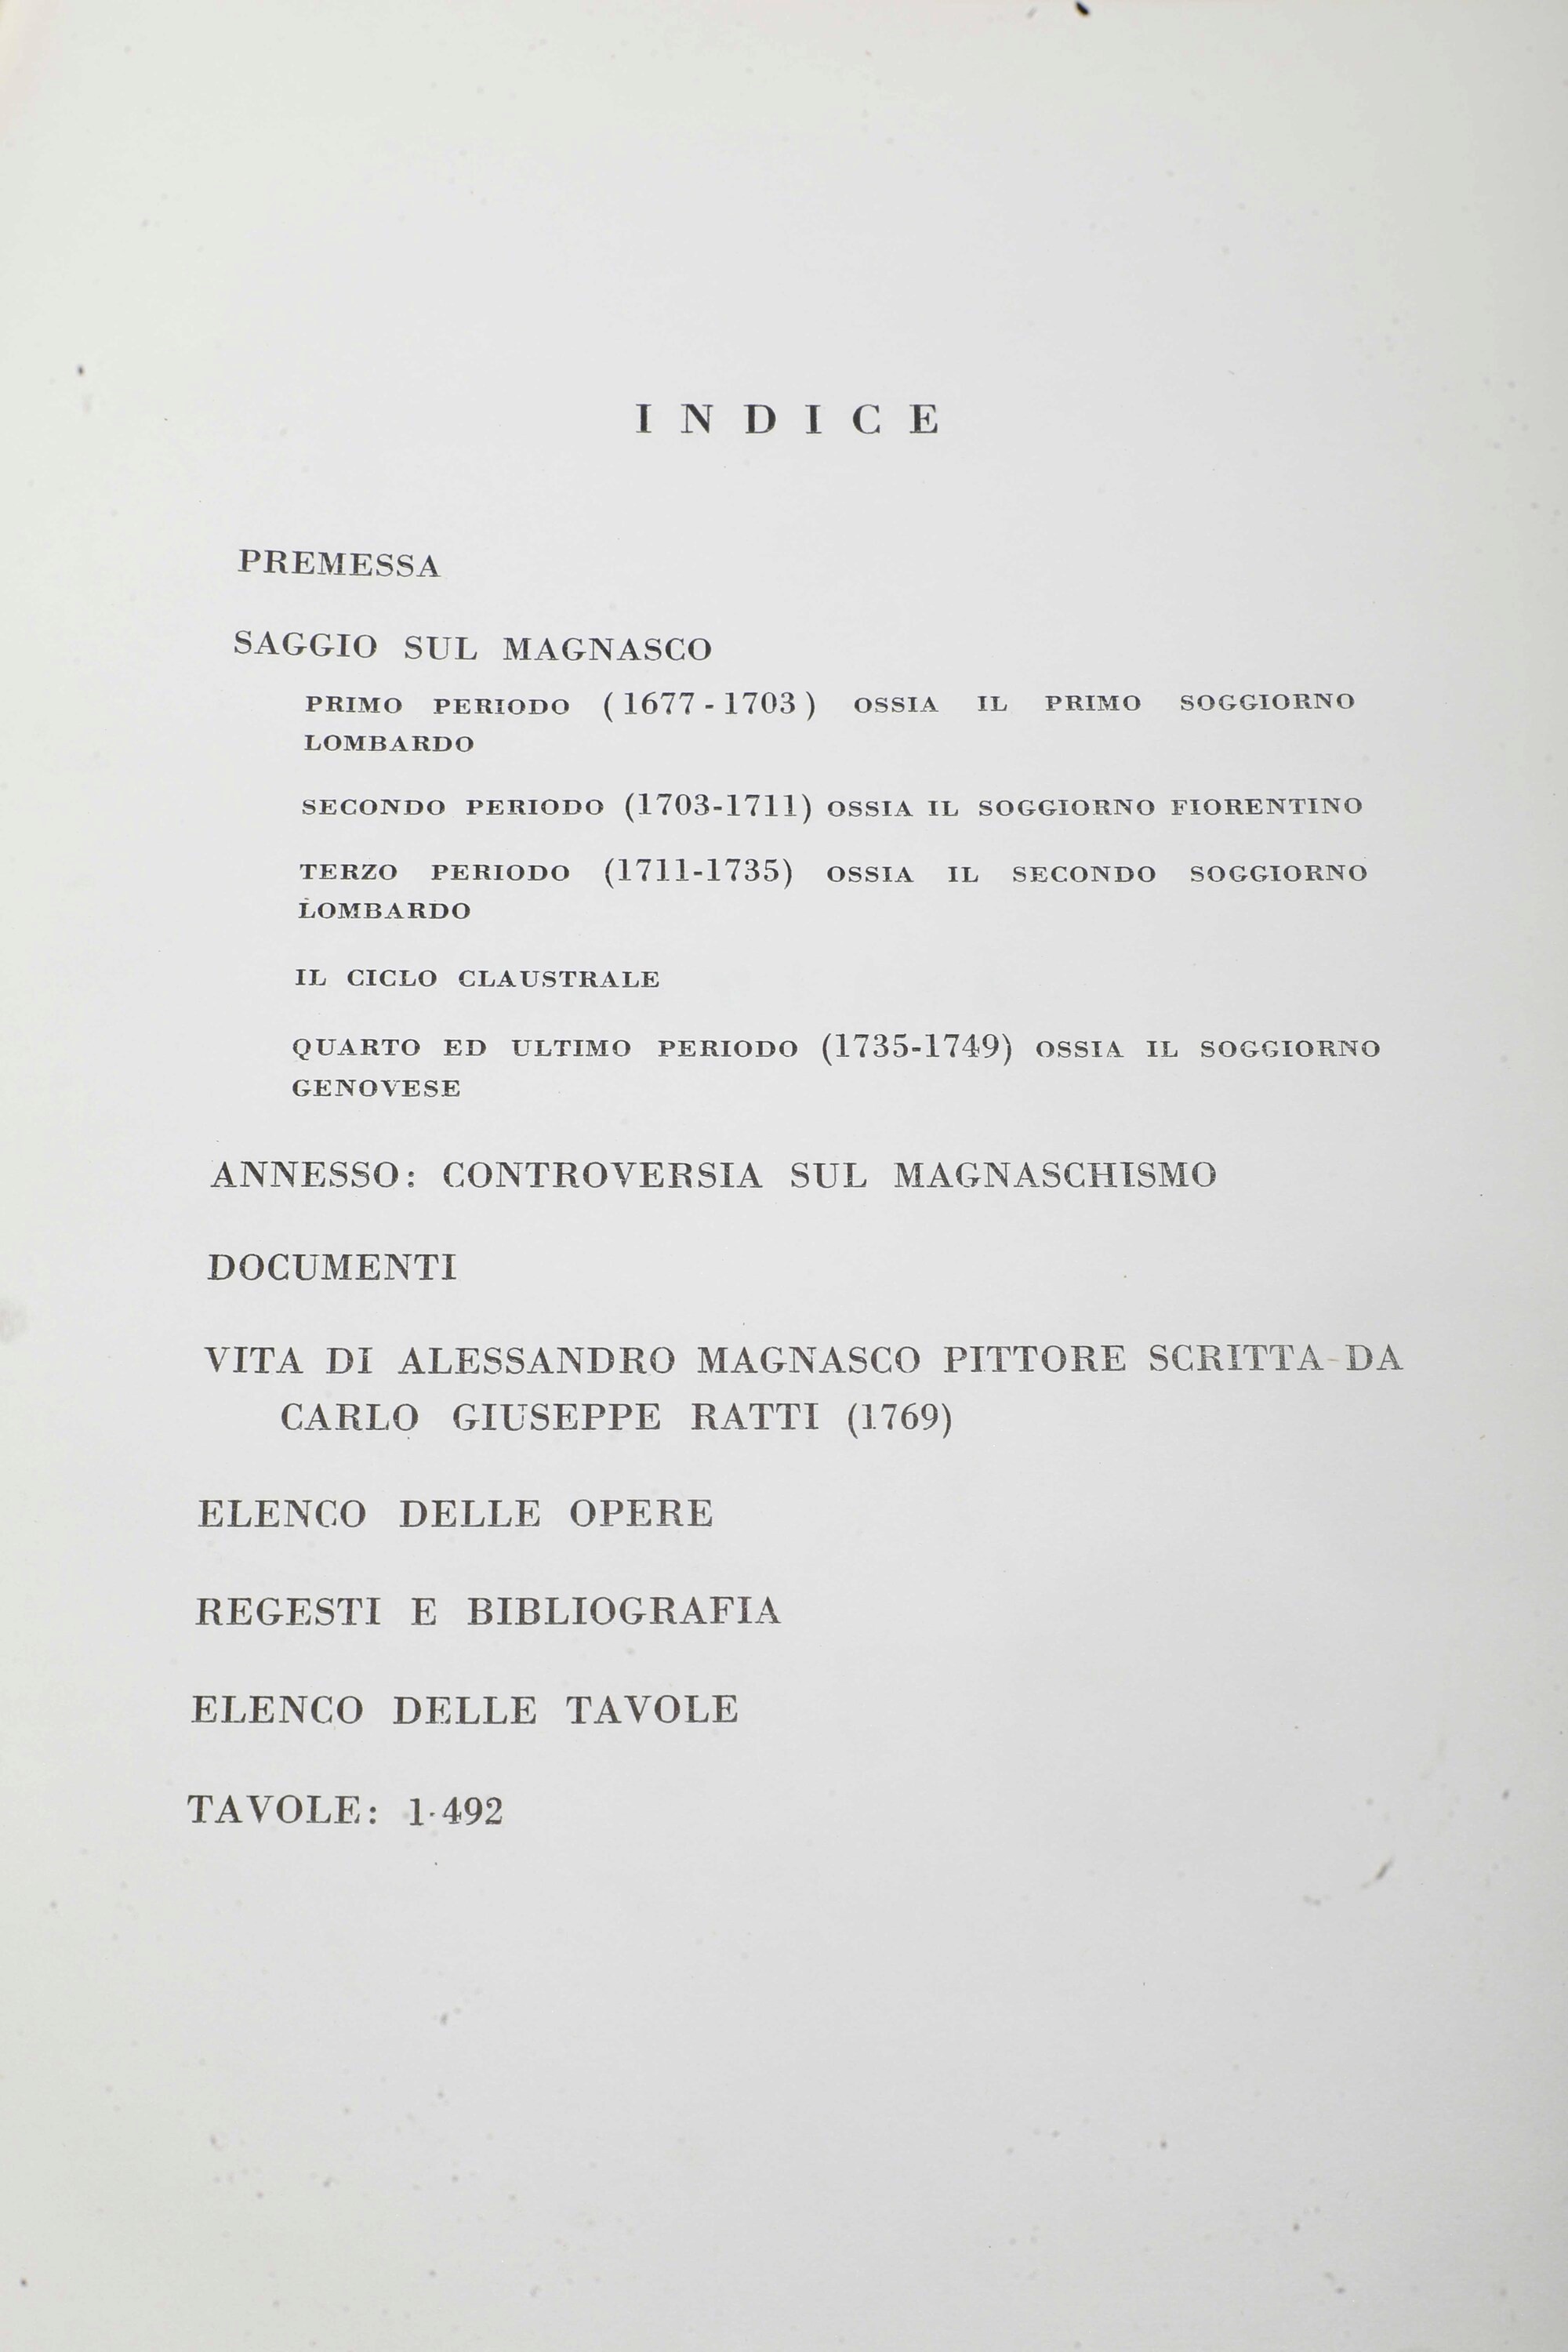 INDICE
PREMESSA
SAGGIO SUL MAGNASCO
PRIMO PERIODO (1677-1703) OSSIA IL PRIMO SOGGIORNO
LOMBARDO
SECONDO PERIODO (1703-1711) OSSIA IL SOGGIORNO FIORENTINO
TERZO PERIODO (1711-1735) OSSIA IL SECONDO SOGGIORNO
LOMBARDO
IL CICLO CLAUSTRALE
QUARTO ED ULTIMO PERIODO (1735-1749) OSSIA IL SOGGIORNO
GENOVESE
ANNESSO: CONTROVERSIA SUL MAGNASCHISMO
DOCUMENTI
VITA DI ALESSANDRO MAGNASCO PITTORE SCRITTA DA
CARLO GIUSEPPE RATTI (1769)
ELENCO DELLE OPERE
REGESTI E BIBLIOGRAFIA
ELENCO DELLE TAVOLE
TAVOLE: 1-492